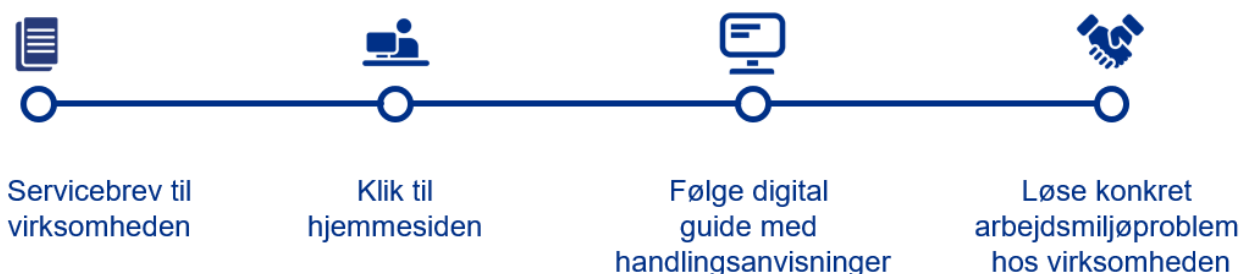 Servicebrev til
virksomheden
Klik til
hjemmesiden
Følge digital
guide med
handlingsanvisninger
Løse konkret
arbejdsmiljøproblem
hos virksomheden